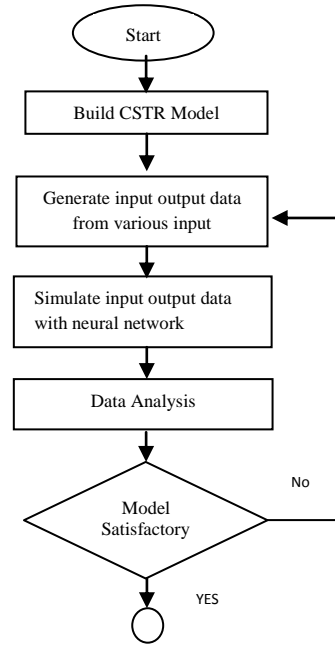 Start
Build CSTR Model
Generate input output data
from various input
Simulate input output data
with neural network
Data Analysis
Model
Satisfactory
No
YES